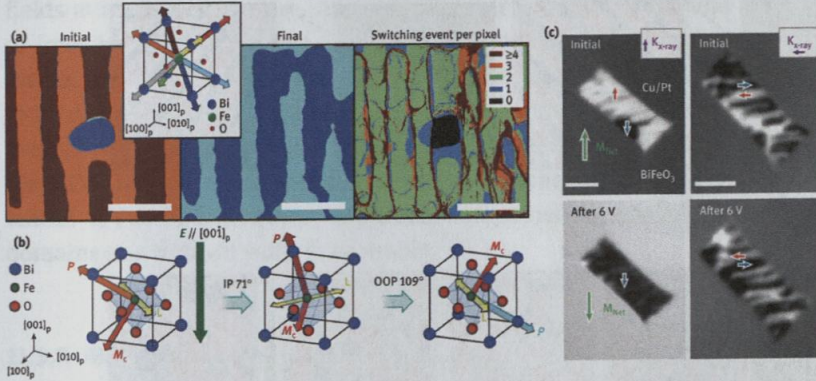 (a)
Initial
Final
Switching event per pixel
(c)
[001]p
[010]p
[100]p
Bi
Fe
O
≥4
3
2
1
0
Initial
Kx-ray
Cu/Pt
MNet
BiFeO3
Initial
Kx-ray
After 6 V
MNet
After 6 V
(b)
Bi
Fe
O
[001]p
[010]p
[100]p
P
L
Mc
E // [001̄]p
IP 71°
L
Mc
OOP 109°
Mc
L
P